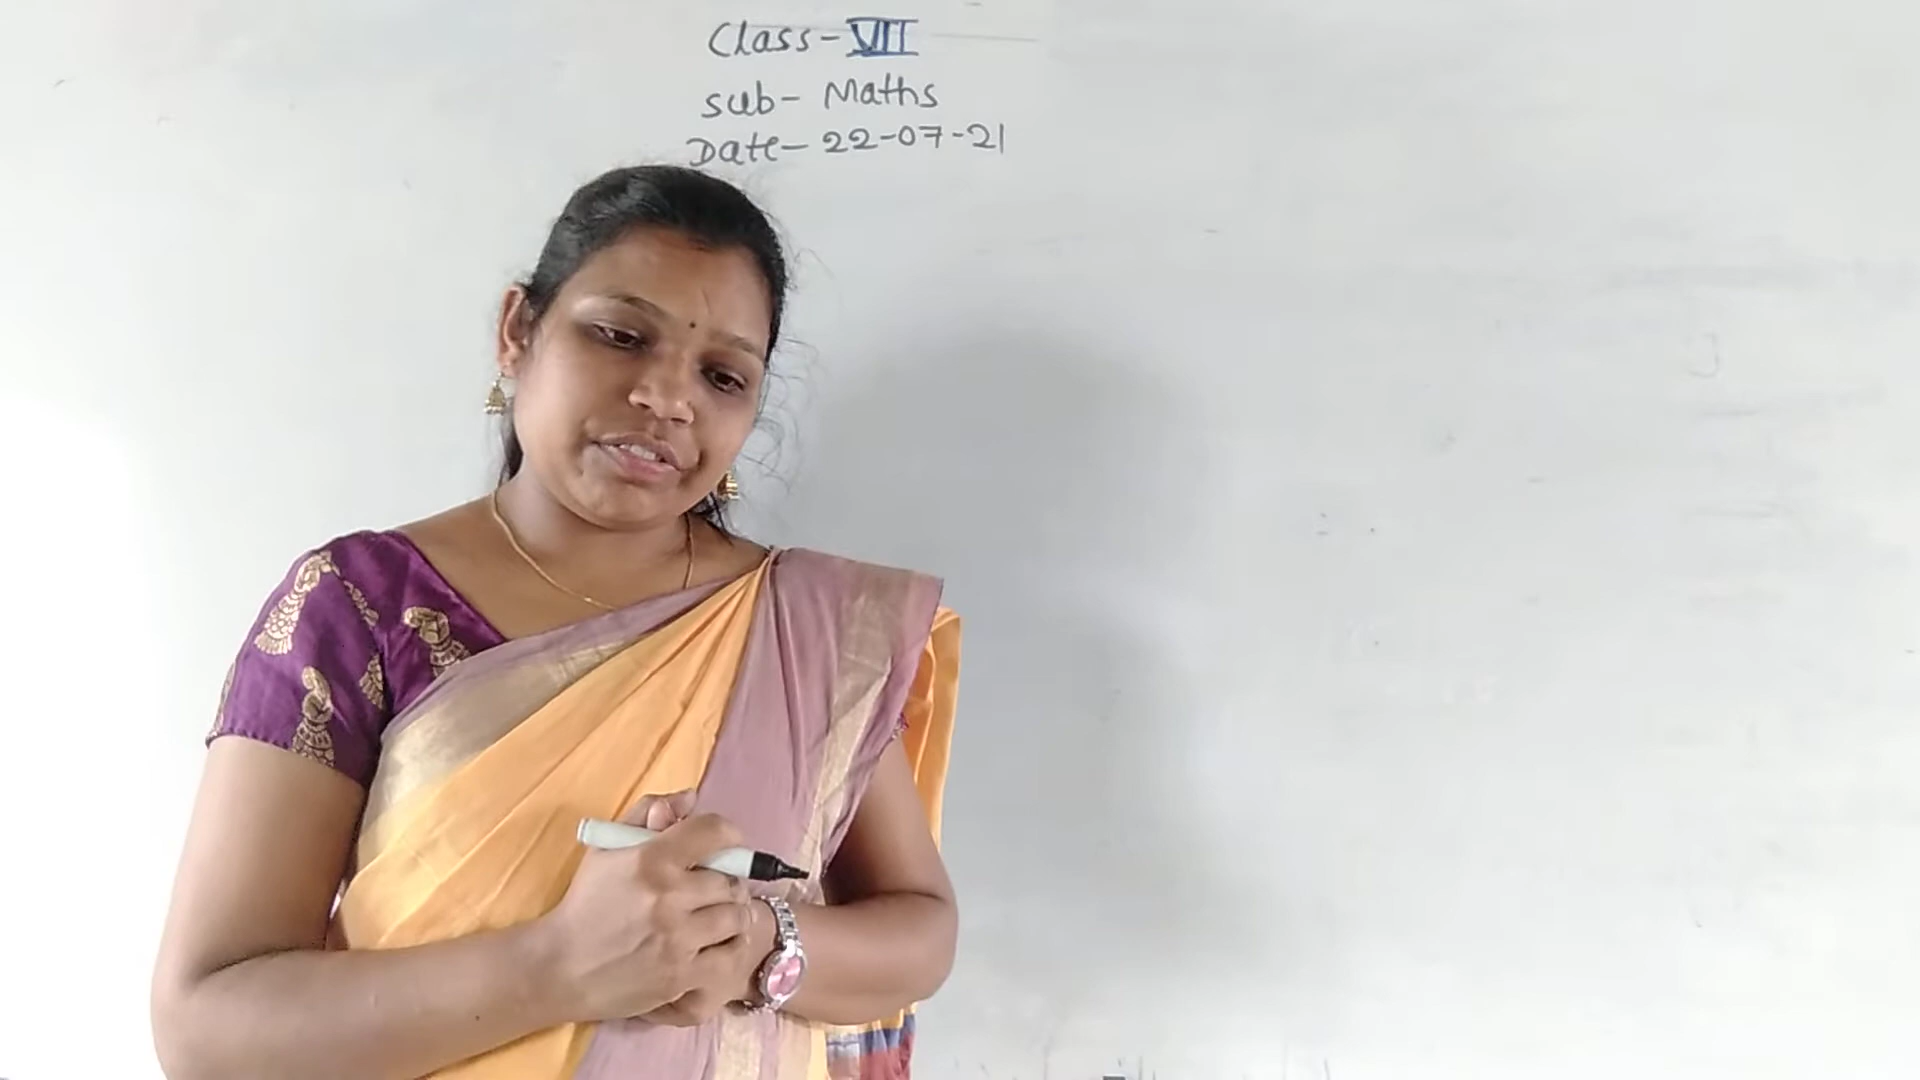 Class - VII
Sub - Maths
Date - 22-07-21